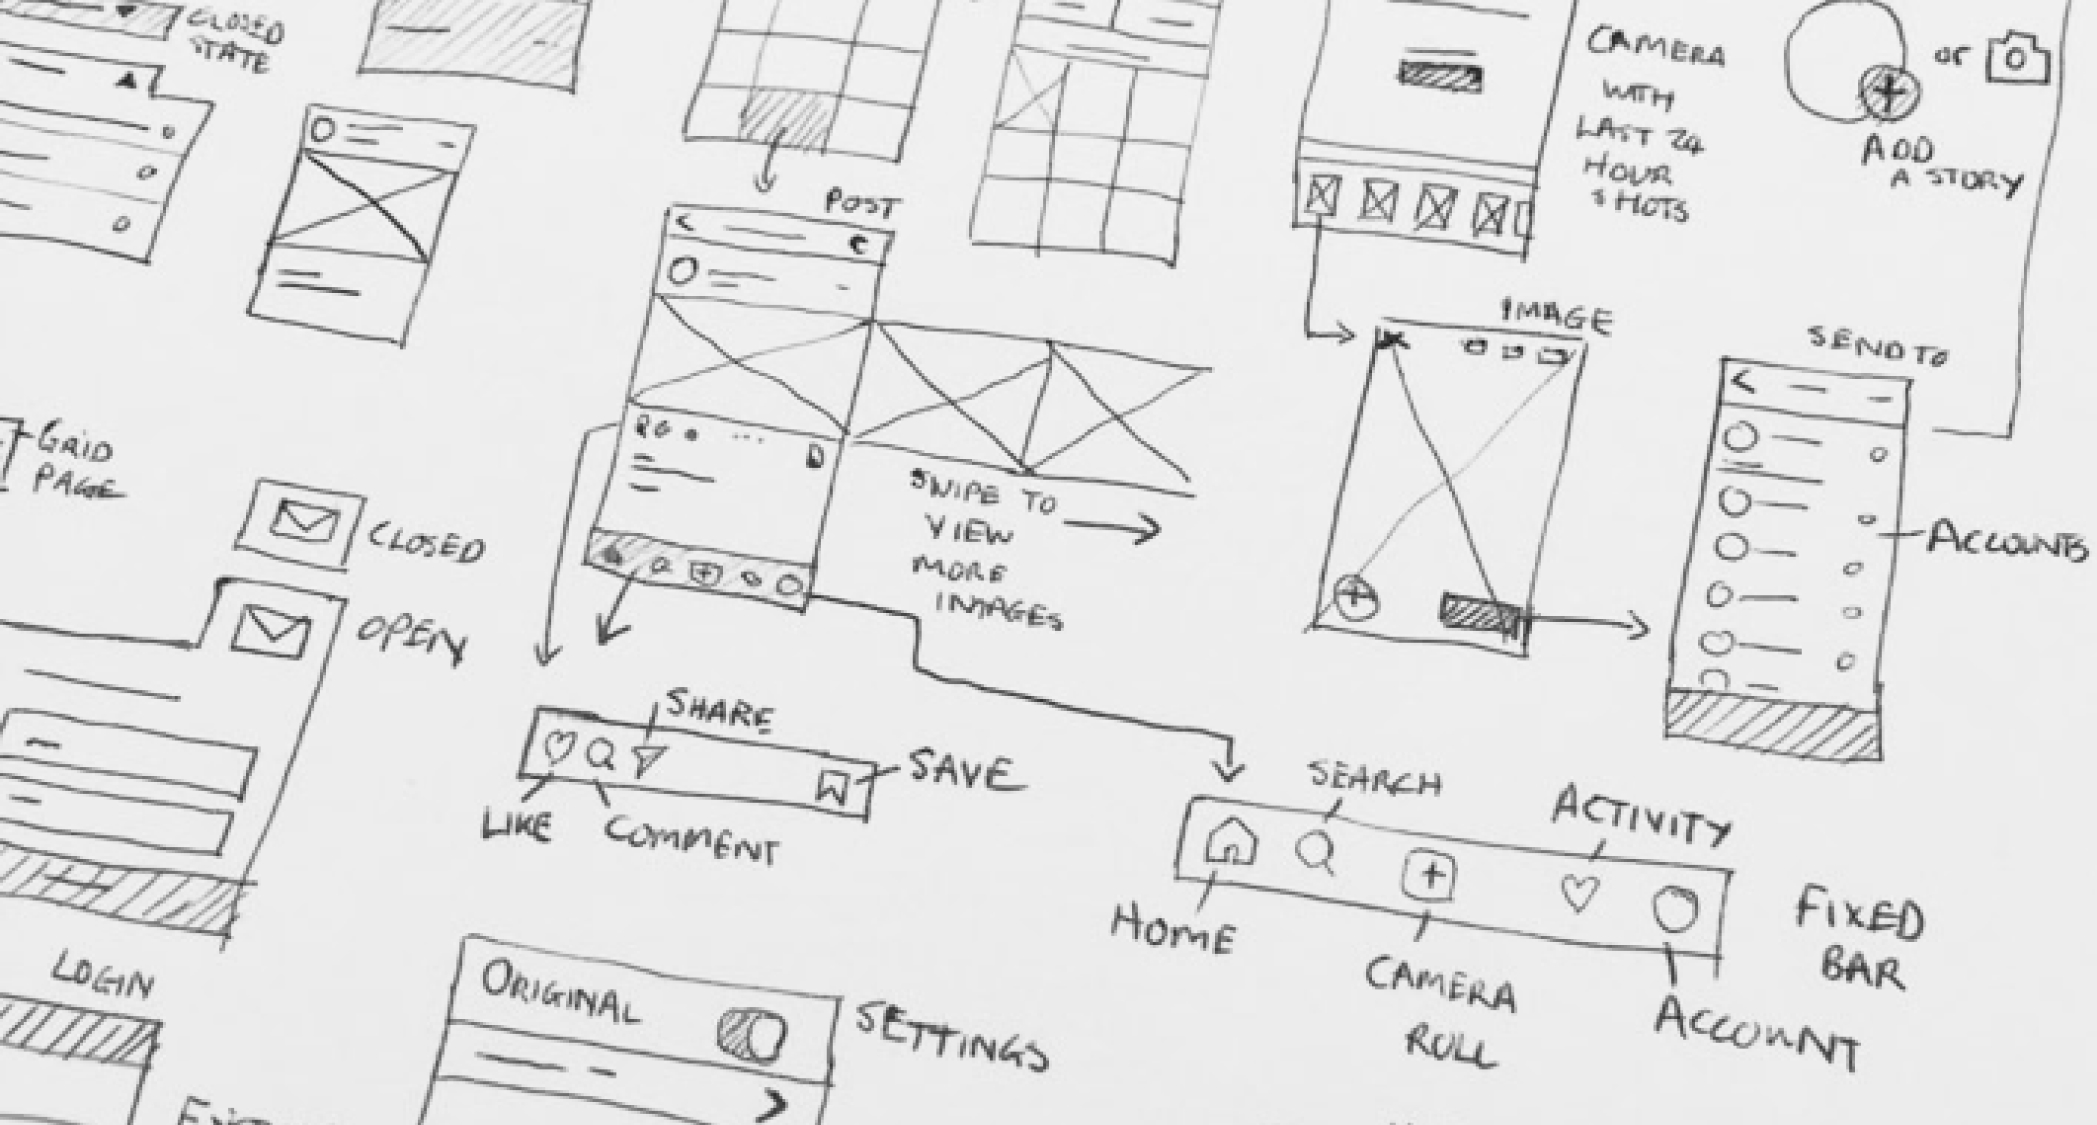 CLOSED
STATE
CAMERA
WITH
LAST 24
HOUR
SHOTS
or
ADD
A STORY
POST
IMAGE
SEND TO
GRID
PAGE
CLOSED
OPEN
SWIPE TO
VIEW
MORE
IMAGES
ACCOUNTS
SHARE
SAVE
LIKE
COMMENT
SEARCH
ACTIVITY
HOME
CAMERA
ROLL
ACCOUNT
FIXED
BAR
LOGIN
ORIGINAL
SETTINGS